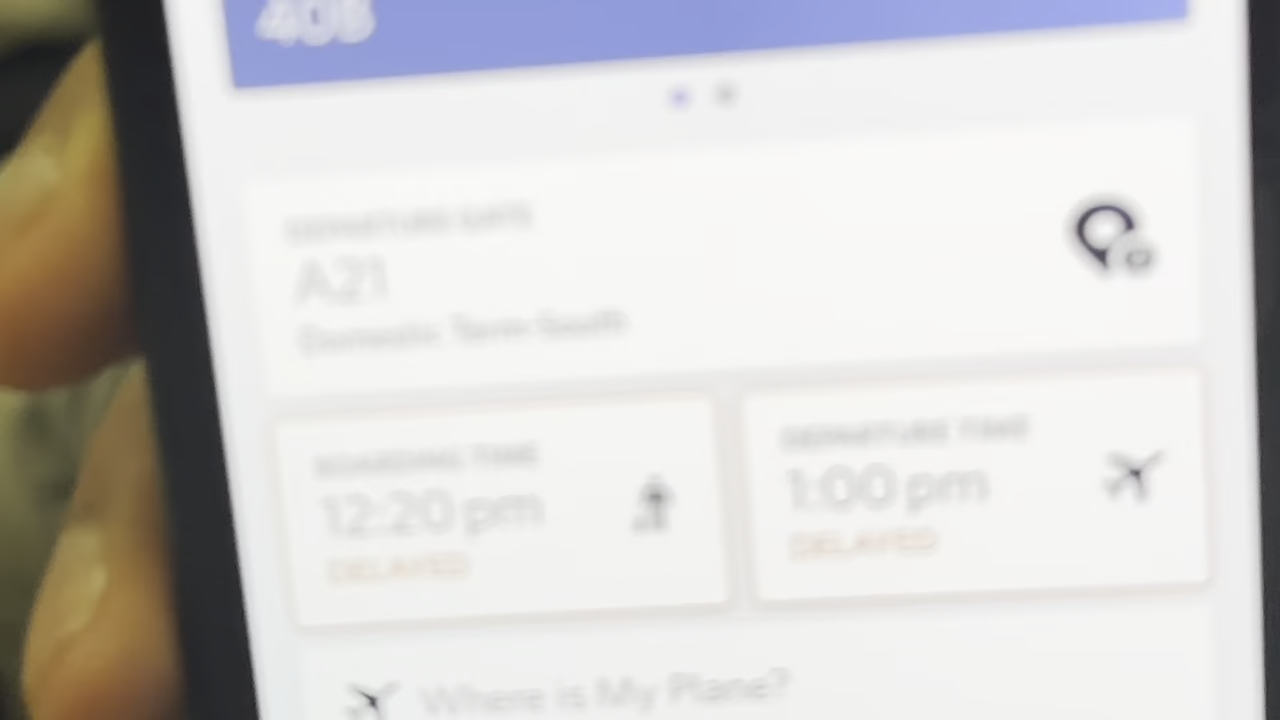 40B
DEPARTURE GATE
A21
Domestic Term-South
BOARDING TIME
12:20 pm
DELAYED
DEPARTURE TIME
1:00 pm
DELAYED
Where is My Plane?